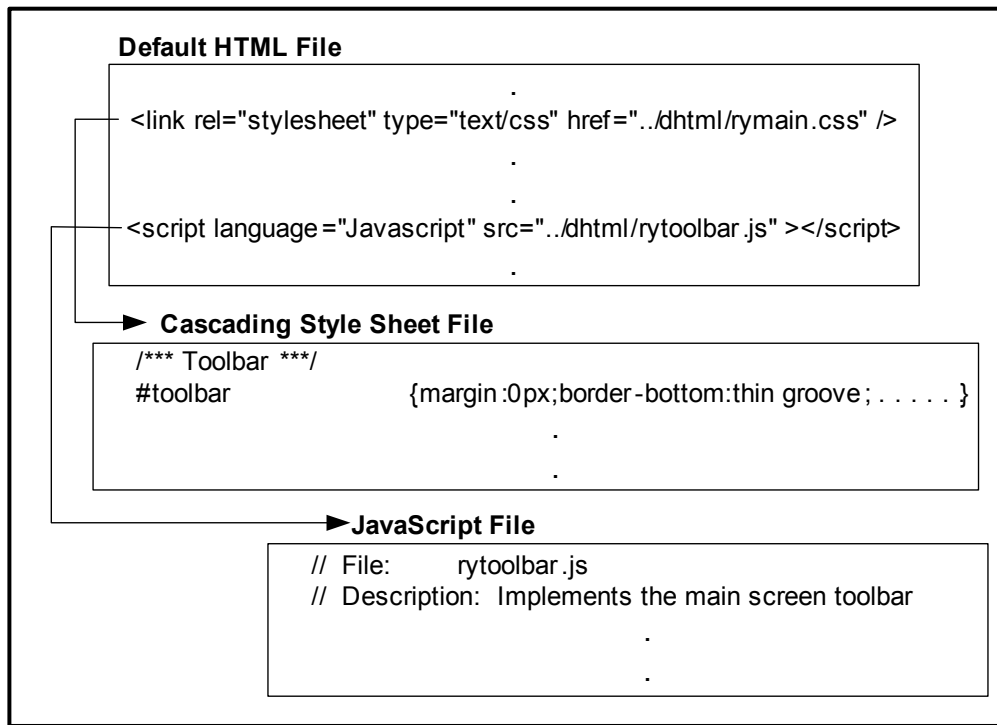 Default HTML File
.
<link rel="stylesheet" type="text/css" href="../dhtml/rymain.css" />
.
.
<script language="Javascript" src="../dhtml/rytoolbar.js" ></script>
.
Cascading Style Sheet File
/*** Toolbar ***/
#toolbar {margin:0px;border-bottom:thin groove; . . . . . }
.
.
JavaScript File
// File: rytoolbar.js
// Description: Implements the main screen toolbar
.
.